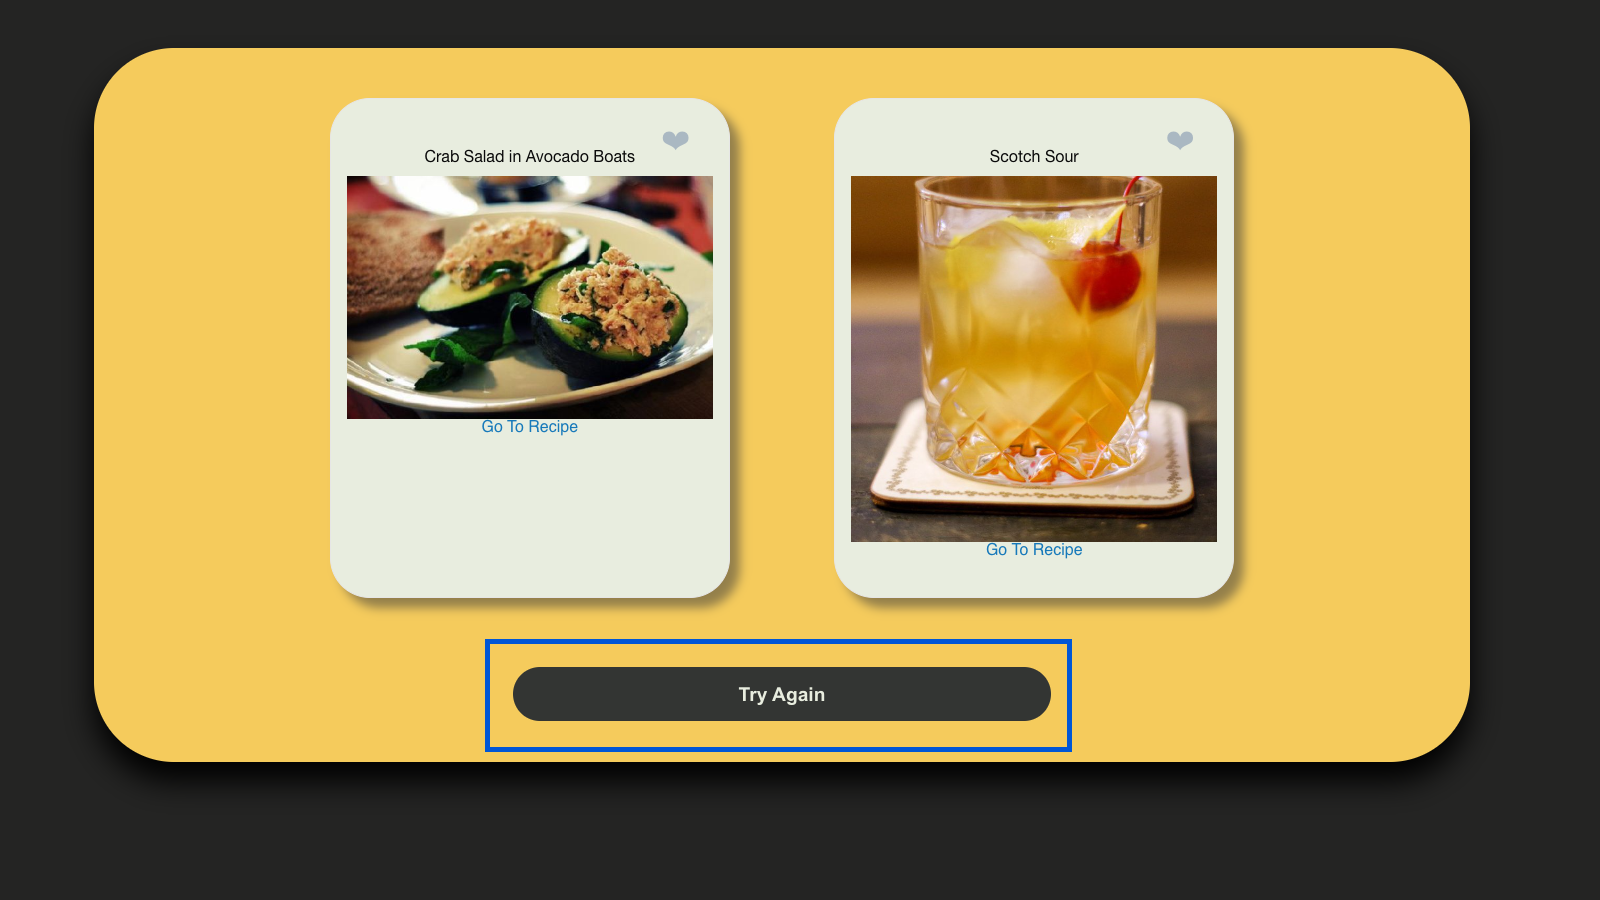 Crab Salad in Avocado Boats
Go To Recipe
Scotch Sour
Go To Recipe
Try Again